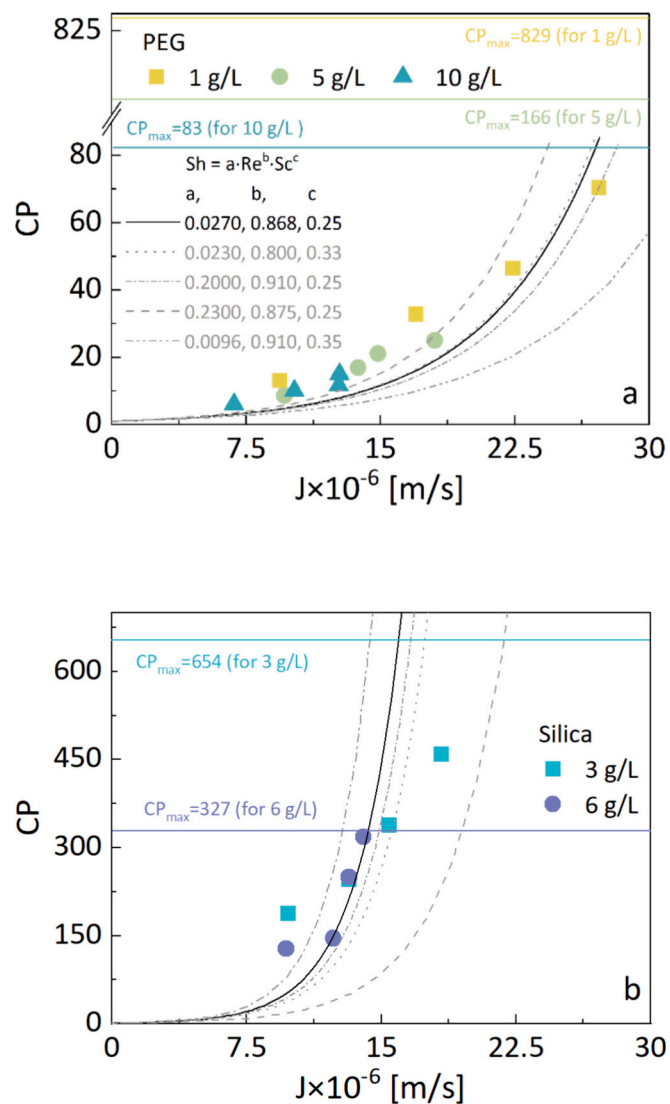 825
PEG
CPmax=829 (for 1 g/L)
1 g/L 5 g/L 10 g/L
CPmax=83 (for 10 g/L)
CPmax=166 (for 5 g/L)
80
Sh = a·Re^b·Sc^c
a, b, c
0.0270, 0.868, 0.25
0.0230, 0.800, 0.33
0.2000, 0.910, 0.25
0.2300, 0.875, 0.25
0.0096, 0.910, 0.35
CP
60
40
20
0
a
0 7.5 15 22.5 30
J×10^-6 [m/s]
600
CPmax=654 (for 3 g/L)
Silica
3 g/L
6 g/L
450
CPmax=327 (for 6 g/L)
CP
300
150
0
b
0 7.5 15 22.5 30
J×10^-6 [m/s]